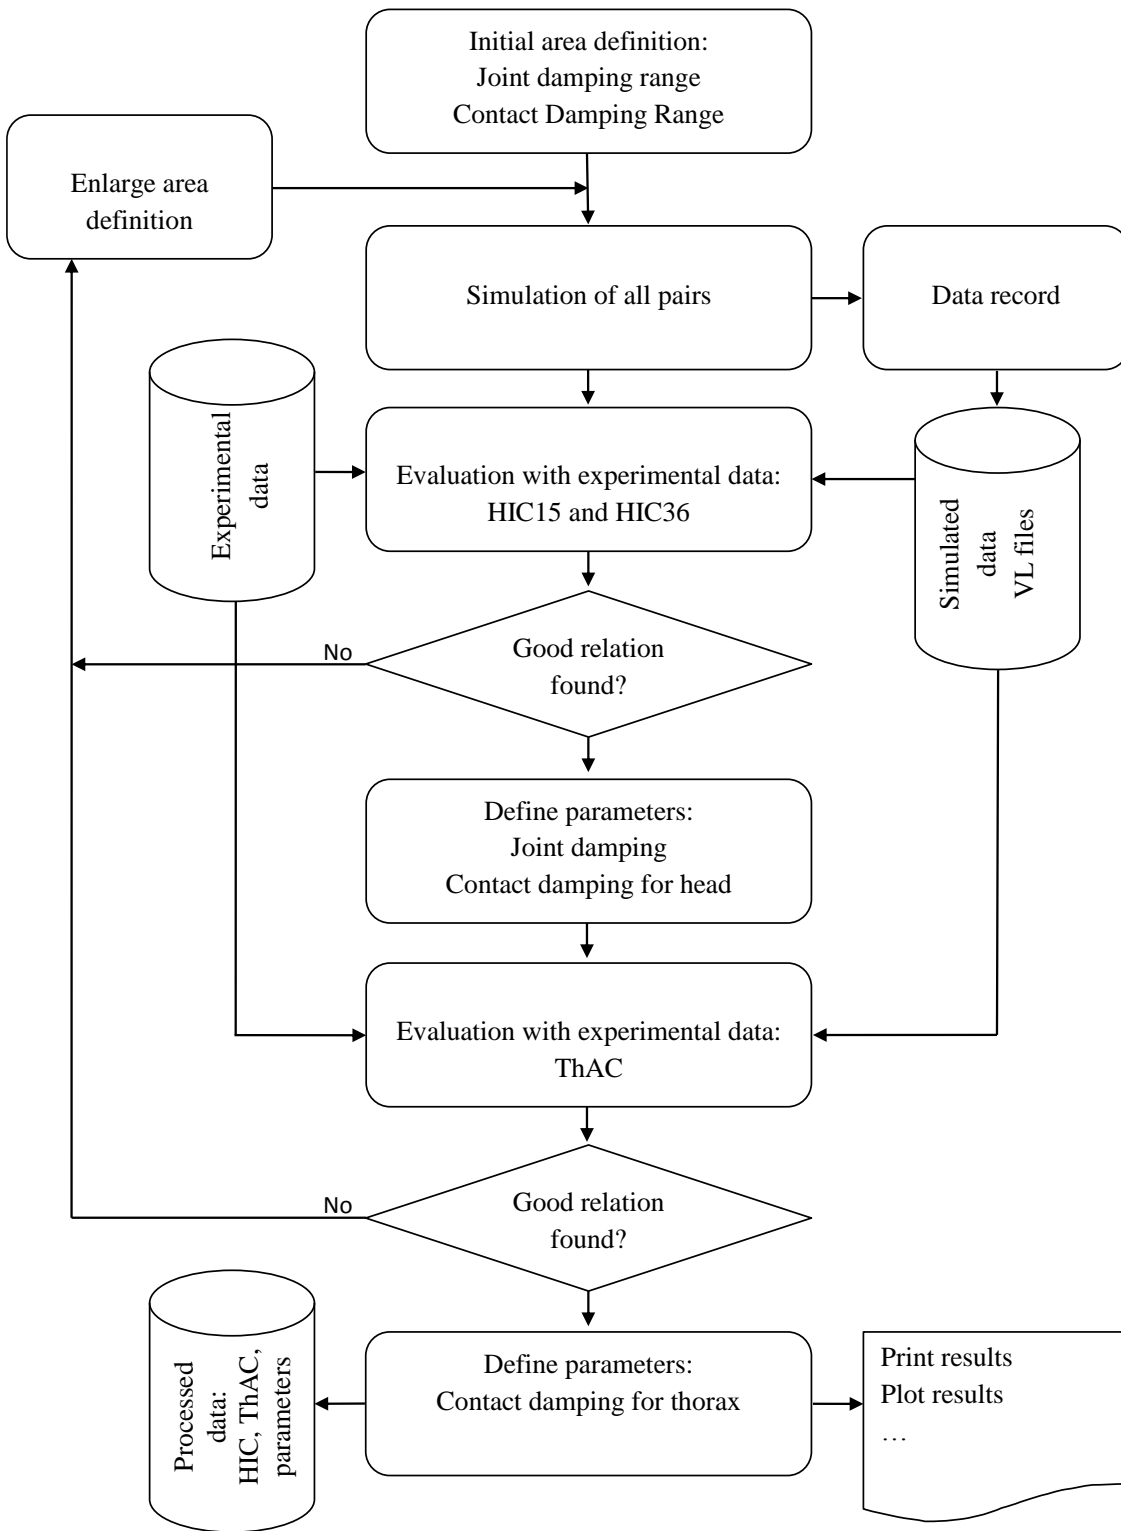 Initial area definition:
Joint damping range
Contact Damping Range
Enlarge area
definition
Simulation of all pairs
Data record
Experimental
data
Evaluation with experimental data:
HIC15 and HIC36
Simulated
data
VL files
Good relation
found?
No
Define parameters:
Joint damping
Contact damping for head
Evaluation with experimental data:
ThAC
Good relation
found?
No
Processed
data:
HIC, ThAC,
parameters
Define parameters:
Contact damping for thorax
Print results
Plot results
…